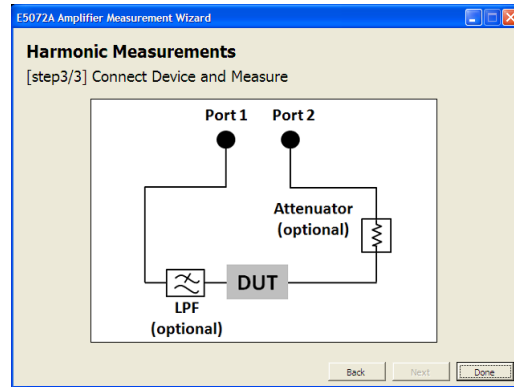 E5072A Amplifier Measurement Wizard
Harmonic Measurements
[step3/3] Connect Device and Measure
Port 1 Port 2
Attenuator
(optional)
DUT
LPF
(optional)
Back Next Done